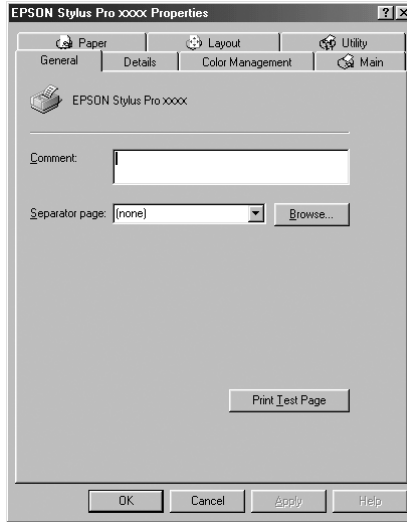 EPSON Stylus Pro xxxx Properties
Paper Layout Utility
General Details Color Management Main
EPSON Stylus Pro xxxx
Comment:
Separator page: (none) Browse...
Print Test Page
OK Cancel Apply Help